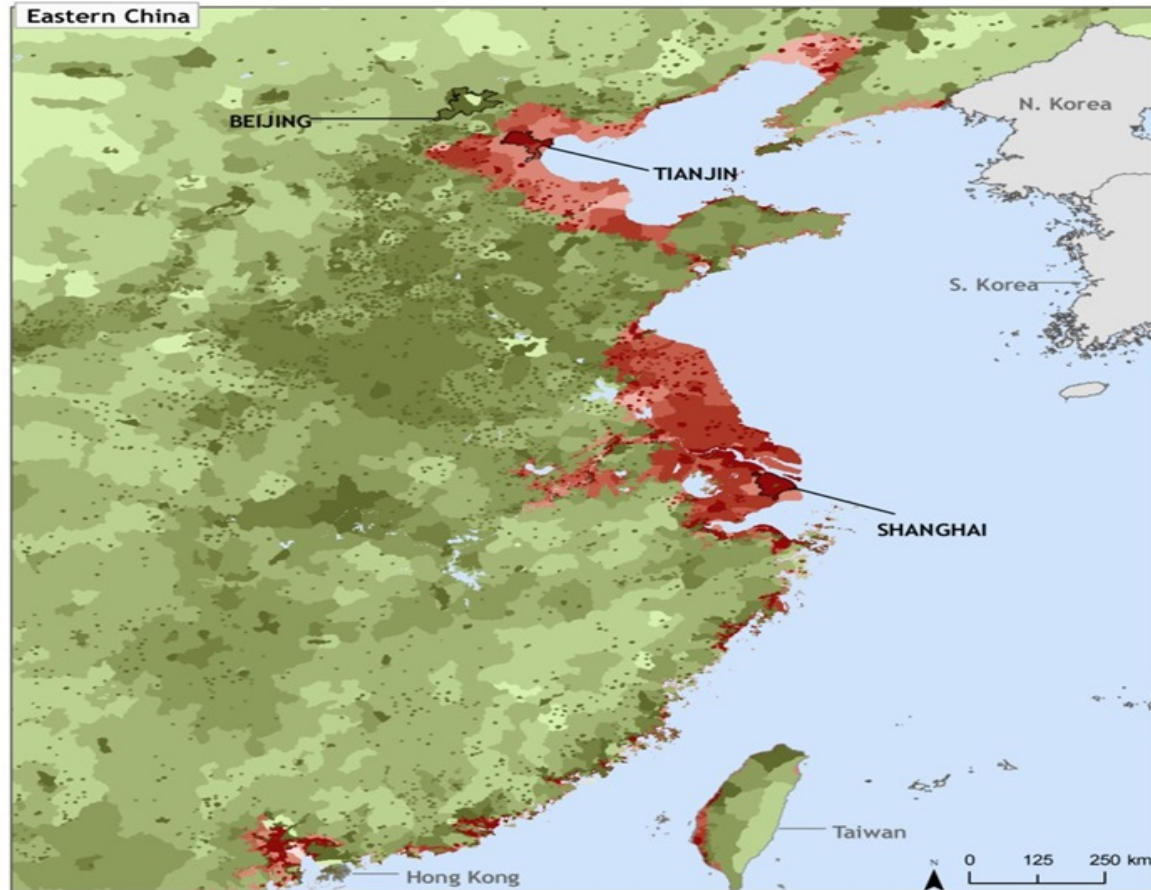 Eastern China
N. Korea
BEIJING
TIANJIN
S. Korea
SHANGHAI
Taiwan
Hong Kong
N
0 125 250 km